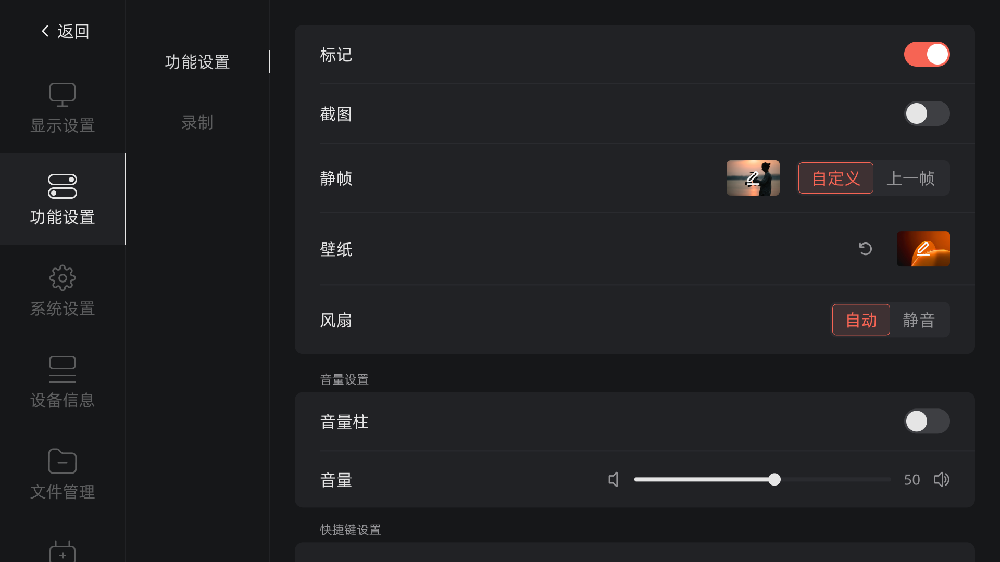 返回
显示设置
功能设置
系统设置
设备信息
文件管理
功能设置
录制
标记
截图
静帧
自定义
上一帧
壁纸
风扇
自动
静音
音量设置
音量柱
音量
50
快捷键设置